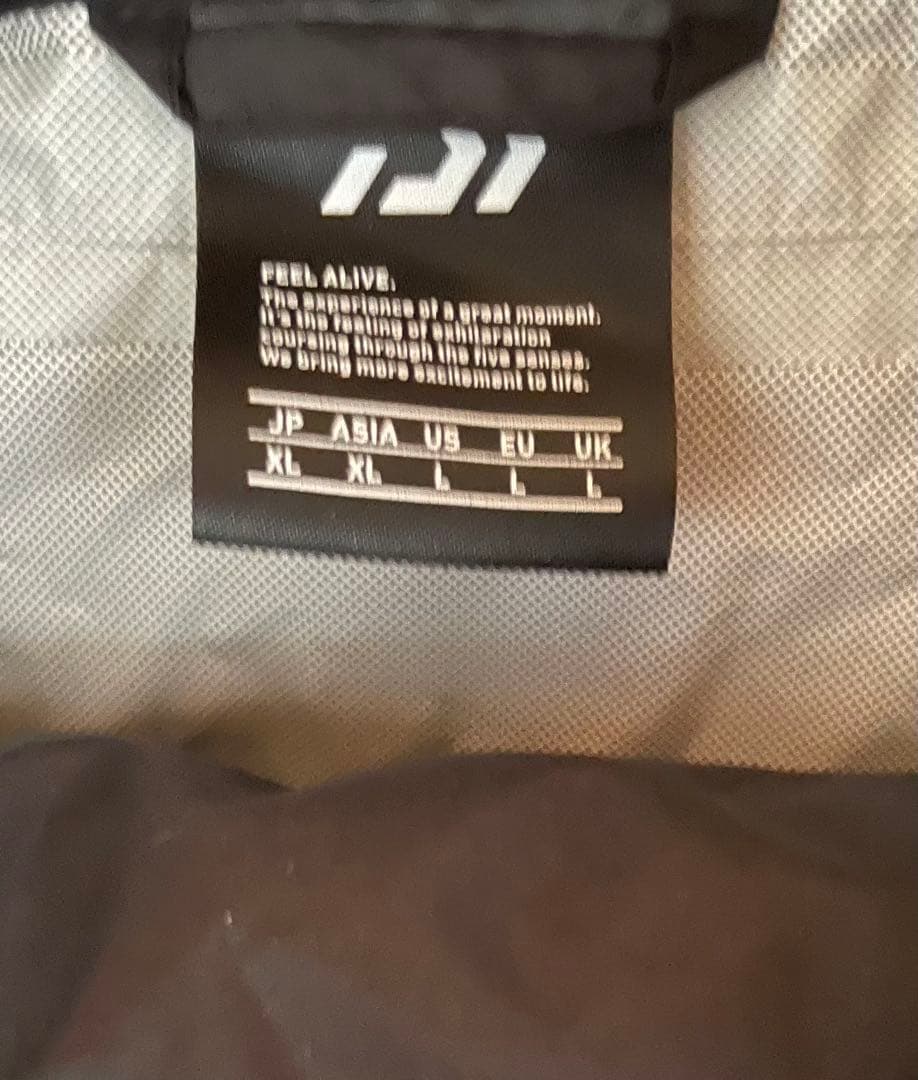 FEEL ALIVE.
The experience of a great moment.
It's the feeling of exhilaration
coursing through the five senses.
We bring more excitement to life.
JP ASIA US EU UK
XL XL L L L